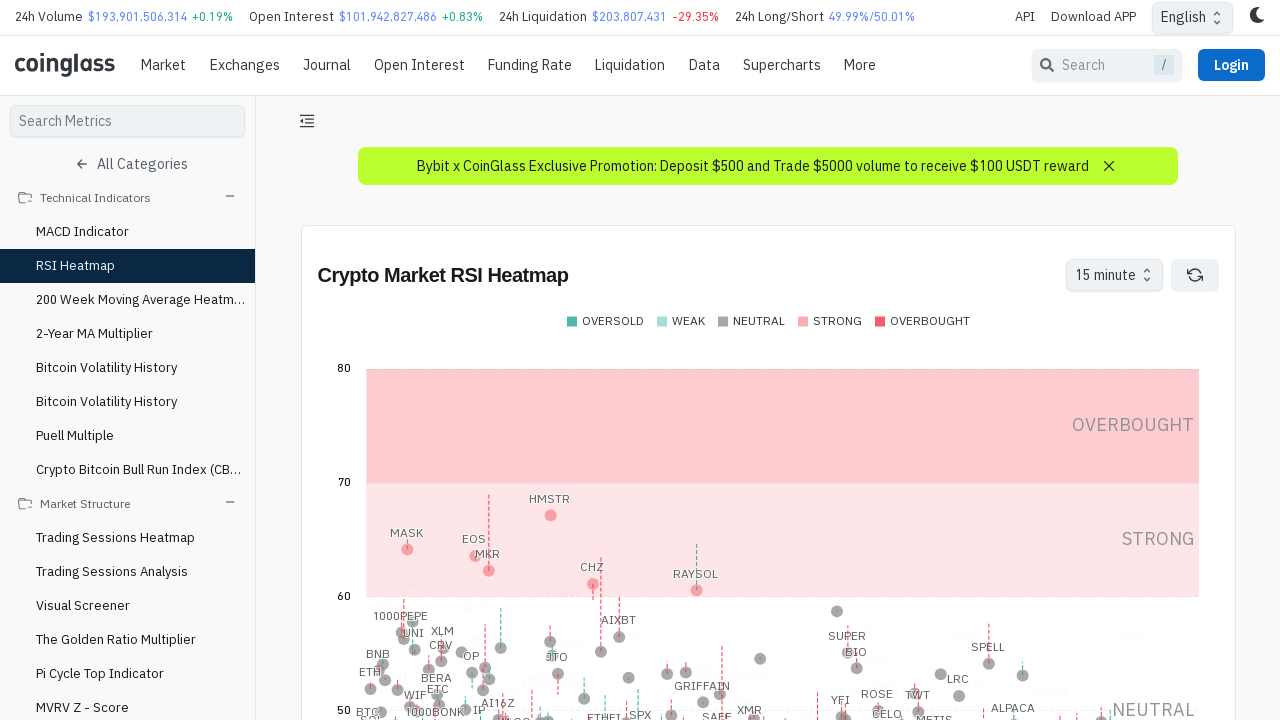 24h Volume $193,901,506,314 +0.19% Open Interest $101,942,827,486 +0.83% 24h Liquidation $203,807,431 -29.35% 24h Long/Short 49.99%/50.01% API Download APP English
coinglass Market Exchanges Journal Open Interest Funding Rate Liquidation Data Supercharts More Search / Login
Search Metrics
All Categories
Technical Indicators
MACD Indicator
RSI Heatmap
200 Week Moving Average Heatm...
2-Year MA Multiplier
Bitcoin Volatility History
Bitcoin Volatility History
Puell Multiple
Crypto Bitcoin Bull Run Index (CB...
Market Structure
Trading Sessions Heatmap
Trading Sessions Analysis
Visual Screener
The Golden Ratio Multiplier
Pi Cycle Top Indicator
MVRV Z - Score
Bybit x CoinGlass Exclusive Promotion: Deposit $500 and Trade $5000 volume to receive $100 USDT reward
Crypto Market RSI Heatmap 15 minute
OVERSOLD WEAK NEUTRAL STRONG OVERBOUGHT
80
OVERBOUGHT
70
HMSTR
MASK EOS STRONG
MKR
CHZ RAYSOL
60
1000PEPE AIXBT
UNI XLM SUPER
CRV SPELL
BNB OP JTO BIO
ETH BERA GRIFFAIN LRC
WIF ETC AI16Z YFI ROSE TWT
BTC 1000BONK IP SPX XMR CELO ALPACA
50 NEUTRAL